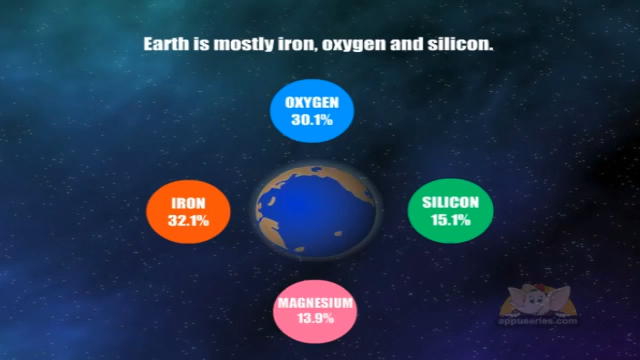 Earth is mostly iron, oxygen and silicon.
OXYGEN
30.1%
IRON
32.1%
SILICON
15.1%
MAGNESIUM
13.9%
appuseries.com